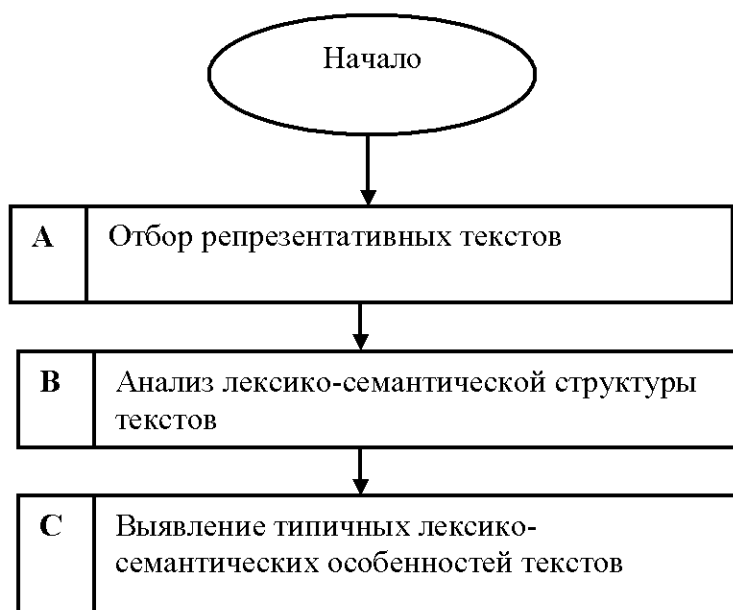 Начало
A Отбор репрезентативных текстов
B Анализ лексико-семантической структуры
текстов
C Выявление типичных лексико-
семантических особенностей текстов